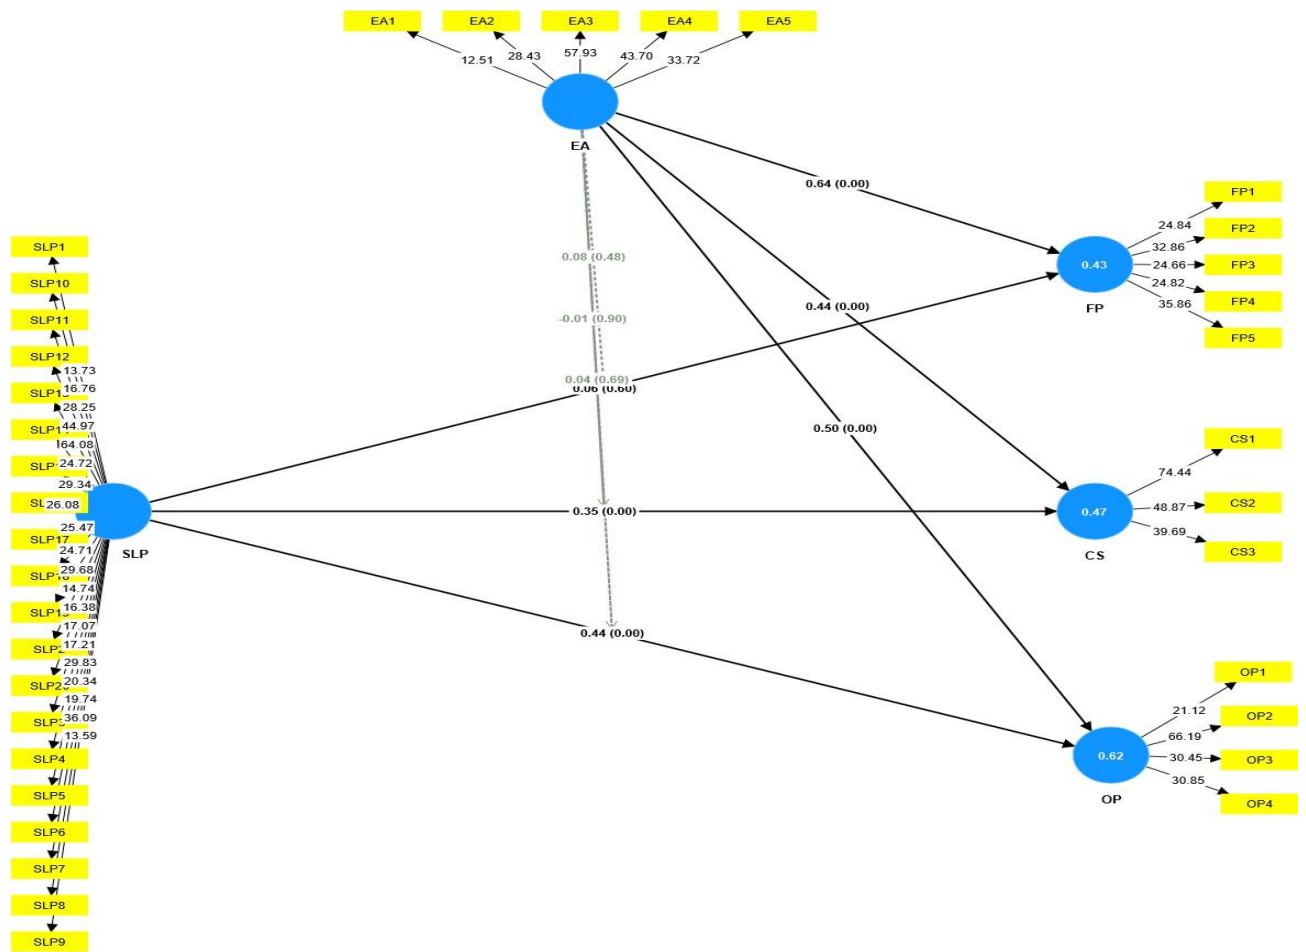 EA1 EA2 EA3 EA4 EA5
12.51 28.43 57.93 43.70 33.72
EA
0.64 (0.00)
0.44 (0.00)
0.50 (0.00)
0.08 (0.48)
-0.01 (0.90)
0.04 (0.69)
0.06 (0.60)
0.35 (0.00)
0.44 (0.00)
SLP1
SLP10
SLP11
SLP12
SLP17
SLP20
SLP4
SLP5
SLP6
SLP7
SLP8
SLP9
13.73
16.76
28.25
44.97
64.08
24.72
29.34
26.08
25.47
24.71
29.68
14.74
16.38
17.07
17.21
29.83
20.34
19.74
36.09
13.59
SLP
FP1
FP2
FP3
FP4
FP5
24.84
32.86
24.66
24.82
35.86
0.43
FP
CS1
CS2
CS3
74.44
48.87
39.69
0.47
CS
OP1
OP2
OP3
OP4
21.12
66.19
30.45
30.85
0.62
OP